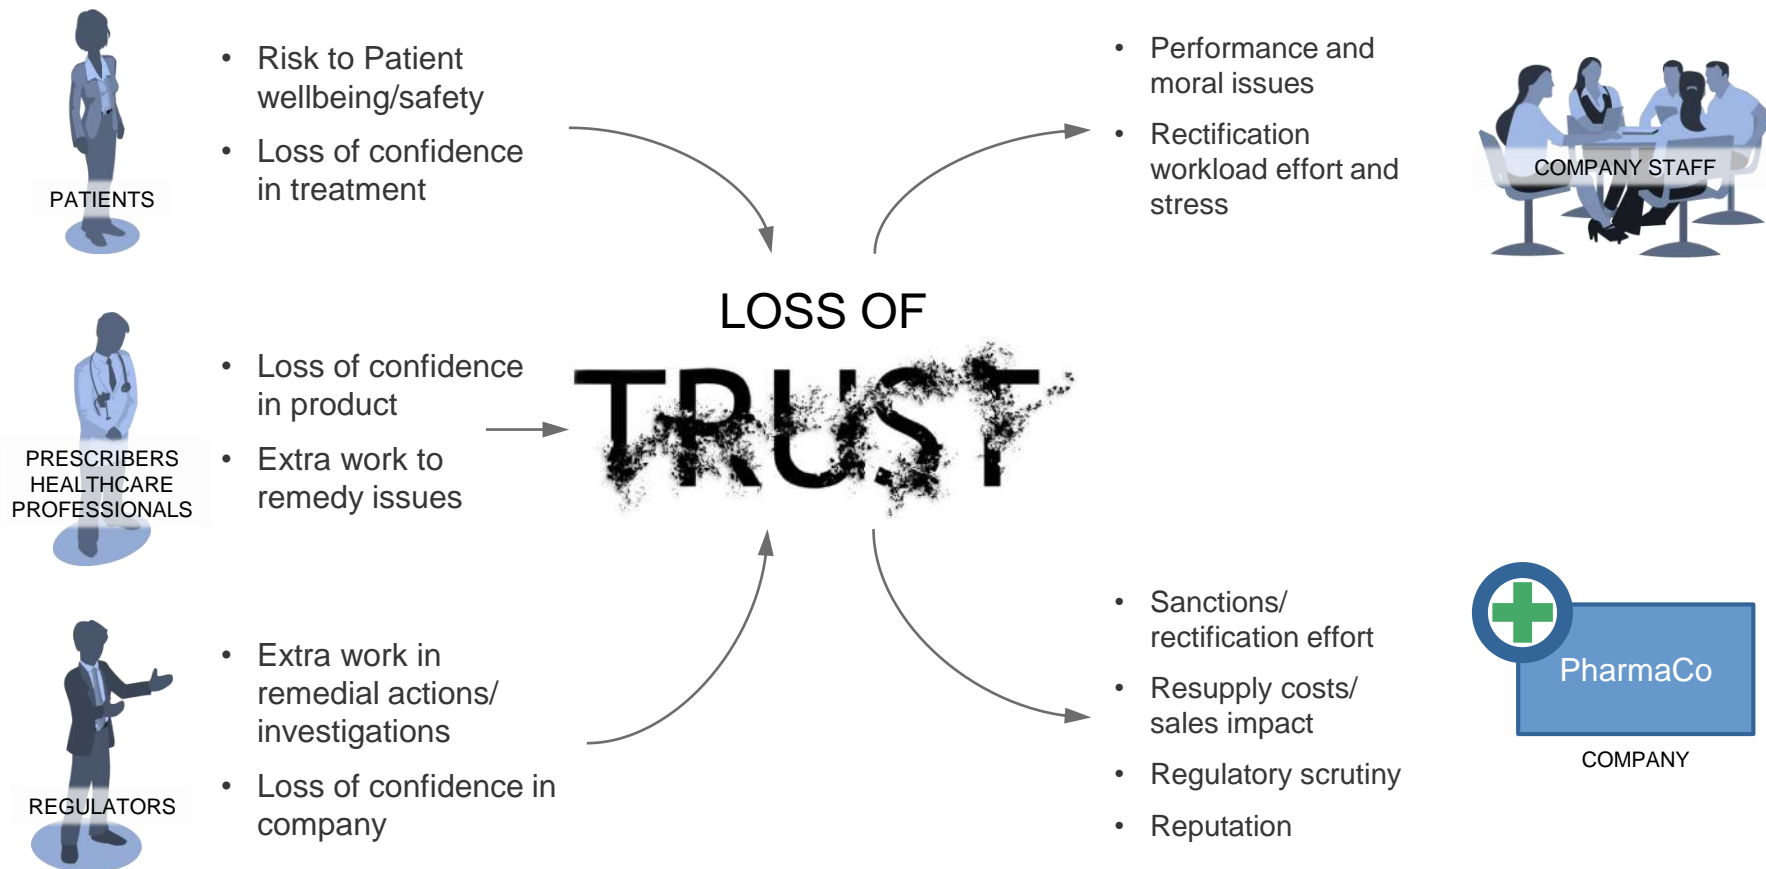 • Risk to Patient
wellbeing/safety
• Loss of confidence
in treatment
PATIENTS
• Loss of confidence
in product
• Extra work to
remedy issues
PRESCRIBERS
HEALTHCARE
PROFESSIONALS
• Extra work in
remedial actions/
investigations
• Loss of confidence in
company
REGULATORS
LOSS OF
TRUST
• Performance and
moral issues
• Rectification
workload effort and
stress
COMPANY STAFF
• Sanctions/
rectification effort
• Resupply costs/
sales impact
• Regulatory scrutiny
• Reputation
PharmaCo
COMPANY